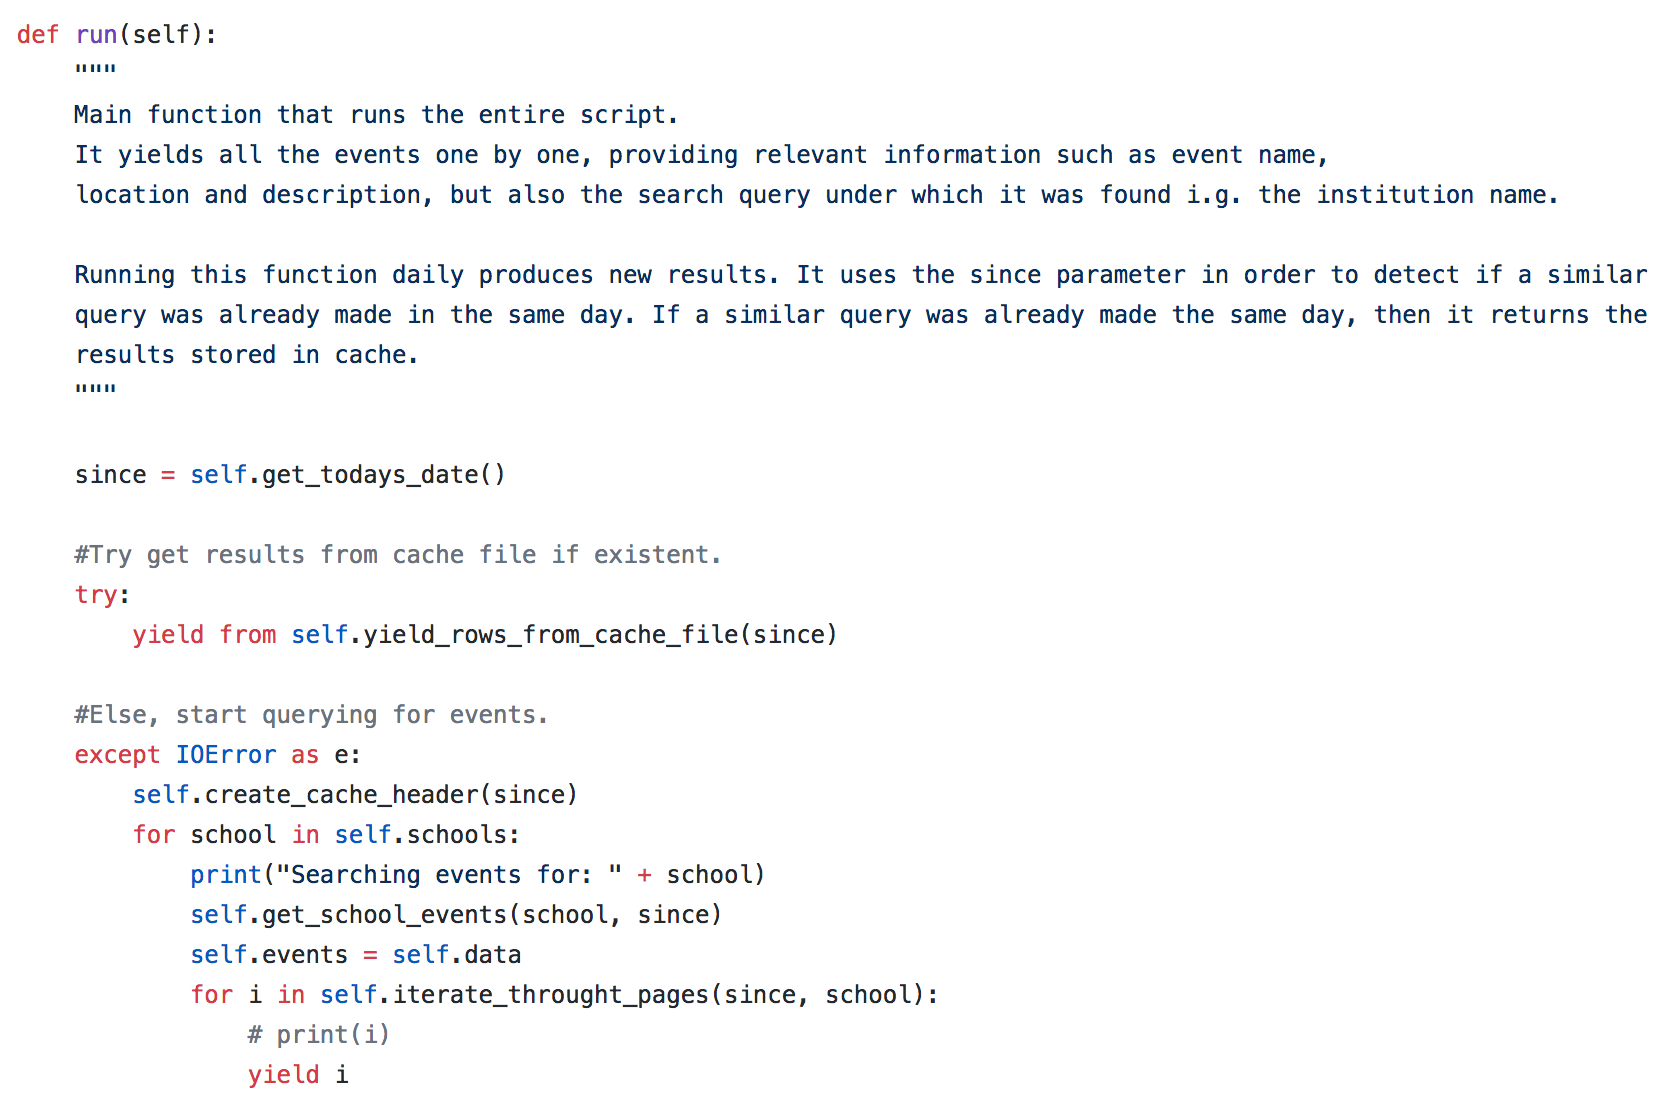 def run(self):
    """
    Main function that runs the entire script.
    It yields all the events one by one, providing relevant information such as event name,
    location and description, but also the search query under which it was found i.g. the institution name.

    Running this function daily produces new results. It uses the since parameter in order to detect if a similar
    query was already made in the same day. If a similar query was already made the same day, then it returns the
    results stored in cache.
    """

    since = self.get_todays_date()

    #Try get results from cache file if existent.
    try:
        yield from self.yield_rows_from_cache_file(since)

    #Else, start querying for events.
    except IOError as e:
        self.create_cache_header(since)
        for school in self.schools:
            print("Searching events for: " + school)
            self.get_school_events(school, since)
            self.events = self.data
            for i in self.iterate_throught_pages(since, school):
                # print(i)
                yield i